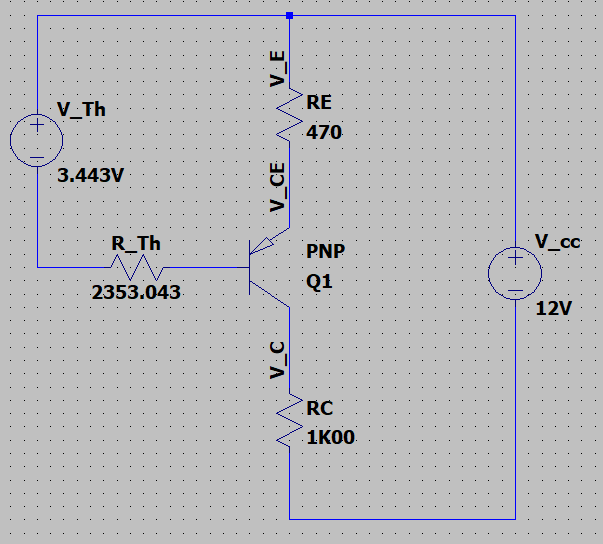 V_E
V_Th
RE
470
3.443V
V_CE
R_Th
PNP
V_cc
Q1
2353.043
12V
V_C
RC
1K00